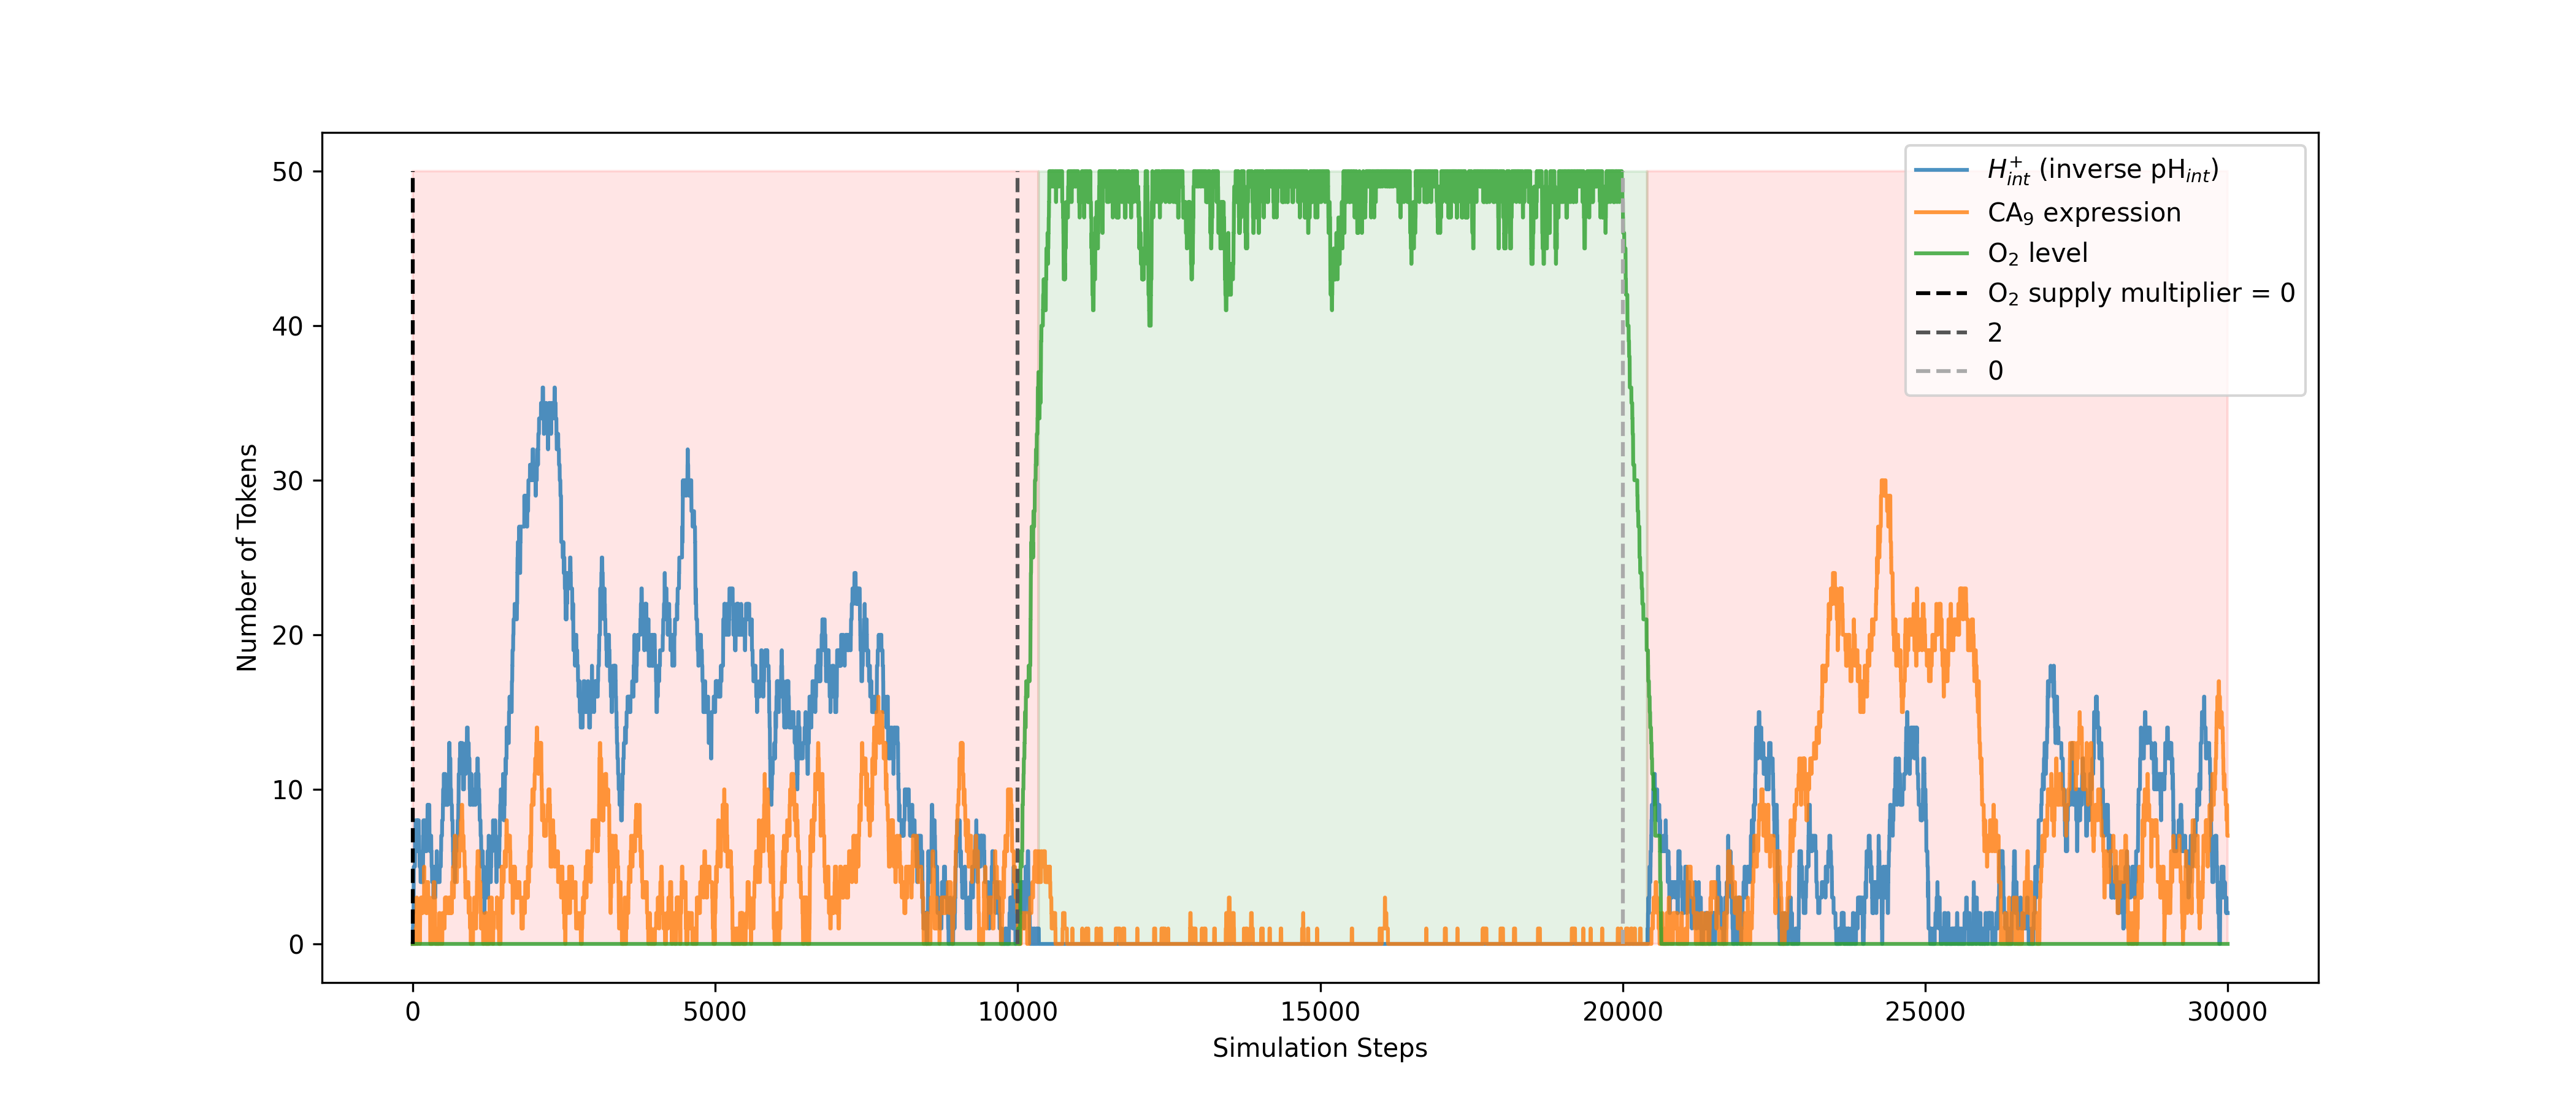 50
40
30
20
10
0
Number of Tokens
0 5000 10000 15000 20000 25000 30000
Simulation Steps
H⁺ᵢₙₜ (inverse pHᵢₙₜ)
CA₉ expression
O₂ level
O₂ supply multiplier = 0
2
0